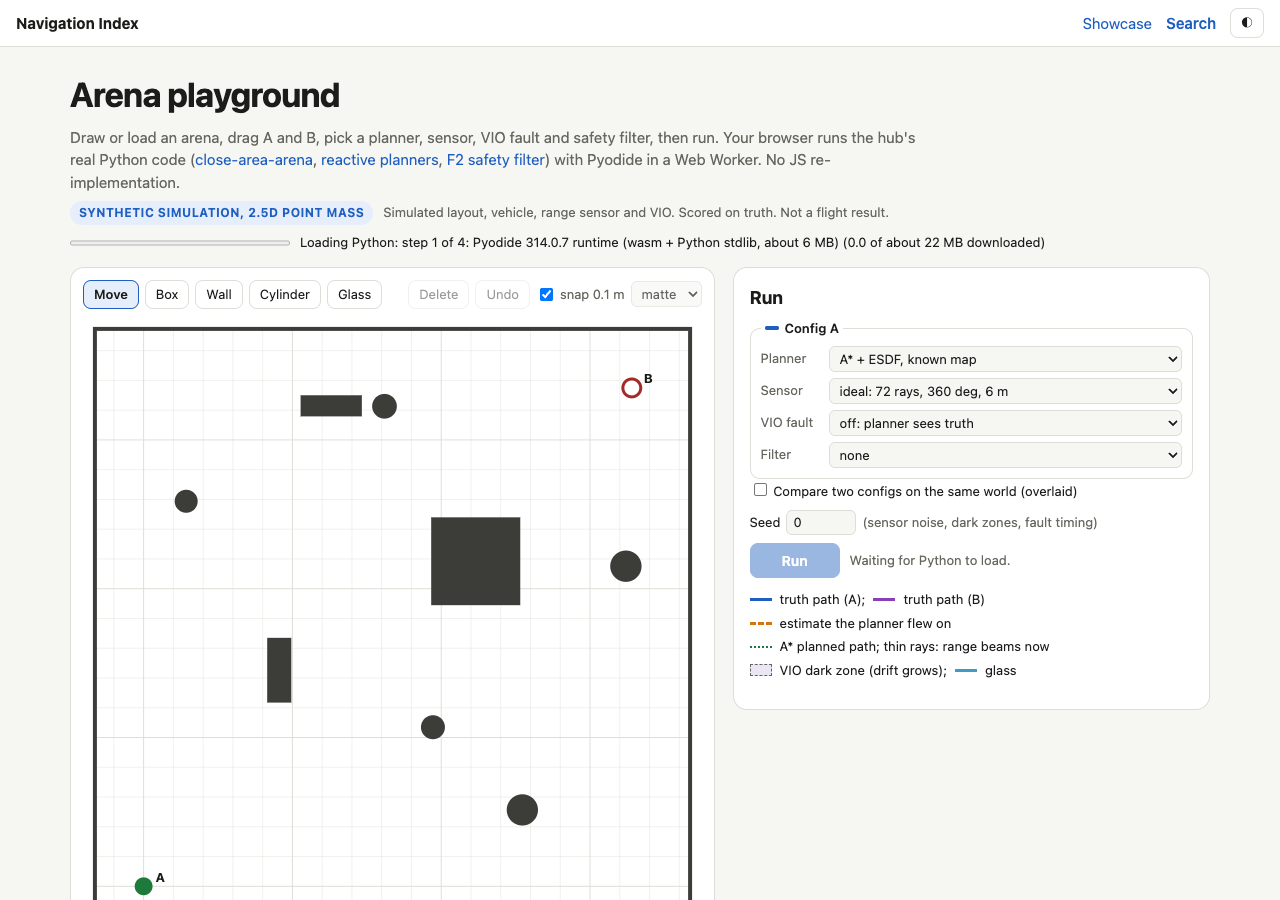 Navigation Index
Showcase Search
Arena playground
Draw or load an arena, drag A and B, pick a planner, sensor, VIO fault and safety filter, then run. Your browser runs the hub's
real Python code (close-area-arena, reactive planners, F2 safety filter) with Pyodide in a Web Worker. No JS re-
implementation.
SYNTHETIC SIMULATION, 2.5D POINT MASS Simulated layout, vehicle, range sensor and VIO. Scored on truth. Not a flight result.
Loading Python: step 1 of 4: Pyodide 314.0.7 runtime (wasm + Python stdlib, about 6 MB) (0.0 of about 22 MB downloaded)
Move Box Wall Cylinder Glass Delete Undo snap 0.1 m matte
B
A
Run
Config A
Planner A* + ESDF, known map
Sensor ideal: 72 rays, 360 deg, 6 m
VIO fault off: planner sees truth
Filter none
Compare two configs on the same world (overlaid)
Seed 0 (sensor noise, dark zones, fault timing)
Run Waiting for Python to load.
truth path (A); truth path (B)
estimate the planner flew on
A* planned path; thin rays: range beams now
VIO dark zone (drift grows); glass